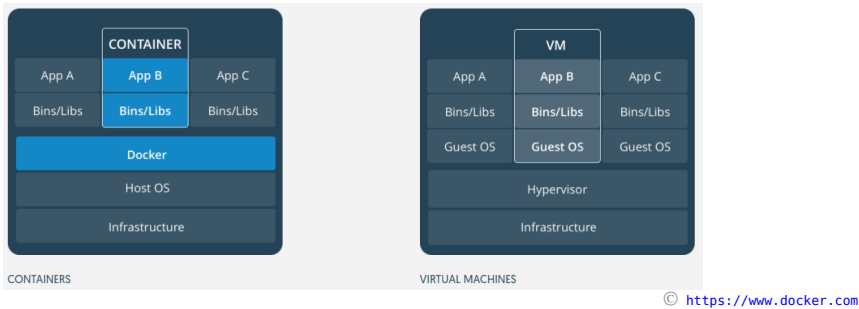 CONTAINER
App A App B App C
Bins/Libs Bins/Libs Bins/Libs
Docker
Host OS
Infrastructure
CONTAINERS
VM
App A App B App C
Bins/Libs Bins/Libs Bins/Libs
Guest OS Guest OS Guest OS
Hypervisor
Infrastructure
VIRTUAL MACHINES
© https://www.docker.com